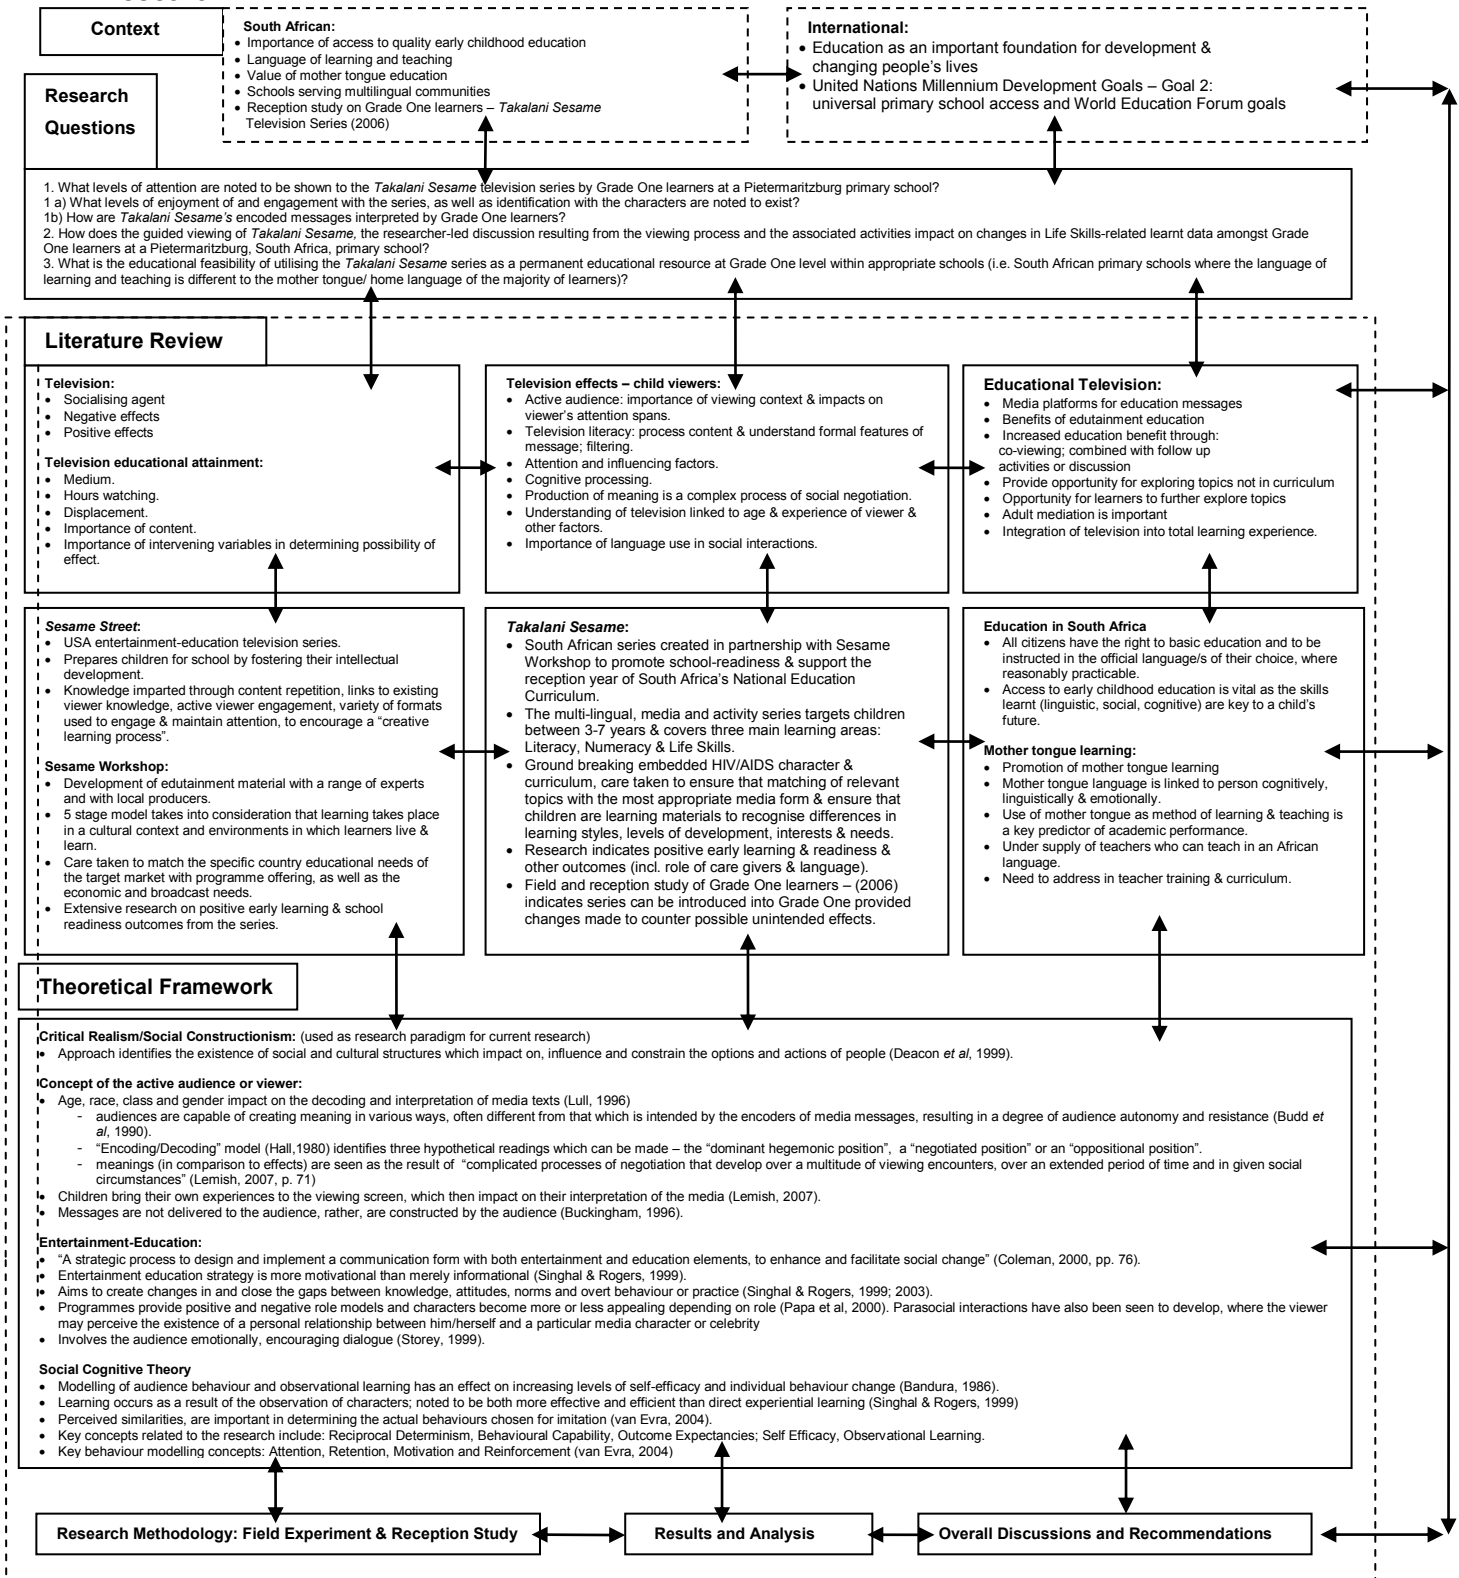 Context
South African:
• Importance of access to quality early childhood education
• Language of learning and teaching
• Value of mother tongue education
• Schools serving multilingual communities
• Reception study on Grade One learners – Takalani Sesame
Television Series (2006)
International:
• Education as an important foundation for development &
changing people's lives
• United Nations Millennium Development Goals – Goal 2:
universal primary school access and World Education Forum goals
Research
Questions
1. What levels of attention are noted to be shown to the Takalani Sesame television series by Grade One learners at a Pietermaritzburg primary school?
1 a) What levels of enjoyment of and engagement with the series, as well as identification with the characters are noted to exist?
1b) How are Takalani Sesame's encoded messages interpreted by Grade One learners?
2. How does the guided viewing of Takalani Sesame, the researcher-led discussion resulting from the viewing process and the associated activities impact on changes in Life Skills-related learnt data amongst Grade
One learners at a Pietermaritzburg, South Africa, primary school?
3. What is the educational feasibility of utilising the Takalani Sesame series as a permanent educational resource at Grade One level within appropriate schools (i.e. South African primary schools where the language of
learning and teaching is different to the mother tongue/ home language of the majority of learners)?
Literature Review
Television:
• Socialising agent
• Negative effects
• Positive effects
Television educational attainment:
• Medium.
• Hours watching.
• Displacement.
• Importance of content.
• Importance of intervening variables in determining possibility of
effect.
Television effects – child viewers:
• Active audience: importance of viewing context & impacts on
viewer's attention spans.
• Television literacy: process content & understand formal features of
message; filtering.
• Attention and influencing factors.
• Cognitive processing.
• Production of meaning is a complex process of social negotiation.
• Understanding of television linked to age & experience of viewer &
other factors.
• Importance of language use in social interactions.
Educational Television:
• Media platforms for education messages
• Benefits of edutainment education
• Increased education benefit through:
co-viewing; combined with follow up
activities or discussion
• Provide opportunity for exploring topics not in curriculum
• Opportunity for learners to further explore topics
• Adult mediation is important
• Integration of television into total learning experience.
Sesame Street:
• USA entertainment-education television series.
• Prepares children for school by fostering their intellectual
development.
• Knowledge imparted through content repetition, links to existing
viewer knowledge, active viewer engagement, variety of formats
used to engage & maintain attention, to encourage a "creative
learning process".
Sesame Workshop:
• Development of edutainment material with a range of experts
and with local producers.
• 5 stage model takes into consideration that learning takes place
in a cultural context and environments in which learners live &
learn.
• Care taken to match the specific country educational needs of
the target market with programme offering, as well as the
economic and broadcast needs.
• Extensive research on positive early learning & school
readiness outcomes from the series.
Takalani Sesame:
• South African series created in partnership with Sesame
Workshop to promote school-readiness & support the
reception year of South Africa's National Education
Curriculum.
• The multi-lingual, media and activity series targets children
between 3-7 years & covers three main learning areas:
Literacy, Numeracy & Life Skills.
• Ground breaking embedded HIV/AIDS character &
curriculum, care taken to ensure that matching of relevant
topics with the most appropriate media form & ensure that
children are learning materials to recognise differences in
learning styles, levels of development, interests & needs.
• Research indicates positive early learning & readiness &
other outcomes (incl. role of care givers & language).
• Field and reception study of Grade One learners – (2006)
indicates series can be introduced into Grade One provided
changes made to counter possible unintended effects.
Education in South Africa
• All citizens have the right to basic education and to be
instructed in the official language/s of their choice, where
reasonably practicable.
• Access to early childhood education is vital as the skills
learnt (linguistic, social, cognitive) are key to a child's
future.
Mother tongue learning:
• Promotion of mother tongue learning
• Mother tongue language is linked to person cognitively,
linguistically & emotionally.
• Use of mother tongue as method of learning & teaching is
a key predictor of academic performance.
• Under supply of teachers who can teach in an African
language.
• Need to address in teacher training & curriculum.
Theoretical Framework
Critical Realism/Social Constructionism: (used as research paradigm for current research)
• Approach identifies the existence of social and cultural structures which impact on, influence and constrain the options and actions of people (Deacon et al, 1999).
Concept of the active audience or viewer:
• Age, race, class and gender impact on the decoding and interpretation of media texts (Lull, 1996)
- audiences are capable of creating meaning in various ways, often different from that which is intended by the encoders of media messages, resulting in a degree of audience autonomy and resistance (Budd et
al, 1990).
- "Encoding/Decoding" model (Hall,1980) identifies three hypothetical readings which can be made – the "dominant hegemonic position", a "negotiated position" or an "oppositional position".
- meanings (in comparison to effects) are seen as the result of "complicated processes of negotiation that develop over a multitude of viewing encounters, over an extended period of time and in given social
circumstances" (Lemish, 2007, p. 71)
• Children bring their own experiences to the viewing screen, which then impact on their interpretation of the media (Lemish, 2007).
• Messages are not delivered to the audience, rather, are constructed by the audience (Buckingham, 1996).
Entertainment-Education:
• "A strategic process to design and implement a communication form with both entertainment and education elements, to enhance and facilitate social change" (Coleman, 2000, pp. 76).
• Entertainment education strategy is more motivational than merely informational (Singhal & Rogers, 1999).
• Aims to create changes in and close the gaps between knowledge, attitudes, norms and overt behaviour or practice (Singhal & Rogers, 1999; 2003).
• Programmes provide positive and negative role models and characters become more or less appealing depending on role (Papa et al, 2000). Parasocial interactions have also been seen to develop, where the viewer
may perceive the existence of a personal relationship between him/herself and a particular media character or celebrity
• Involves the audience emotionally, encouraging dialogue (Storey, 1999).
Social Cognitive Theory
• Modelling of audience behaviour and observational learning has an effect on increasing levels of self-efficacy and individual behaviour change (Bandura, 1986).
• Learning occurs as a result of the observation of characters; noted to be both more effective and efficient than direct experiential learning (Singhal & Rogers, 1999)
• Perceived similarities, are important in determining the actual behaviours chosen for imitation (van Evra, 2004).
• Key concepts related to the research include: Reciprocal Determinism, Behavioural Capability, Outcome Expectancies; Self Efficacy, Observational Learning.
• Key behaviour modelling concepts: Attention, Retention, Motivation and Reinforcement (van Evra, 2004)
Research Methodology: Field Experiment & Reception Study
Results and Analysis
Overall Discussions and Recommendations